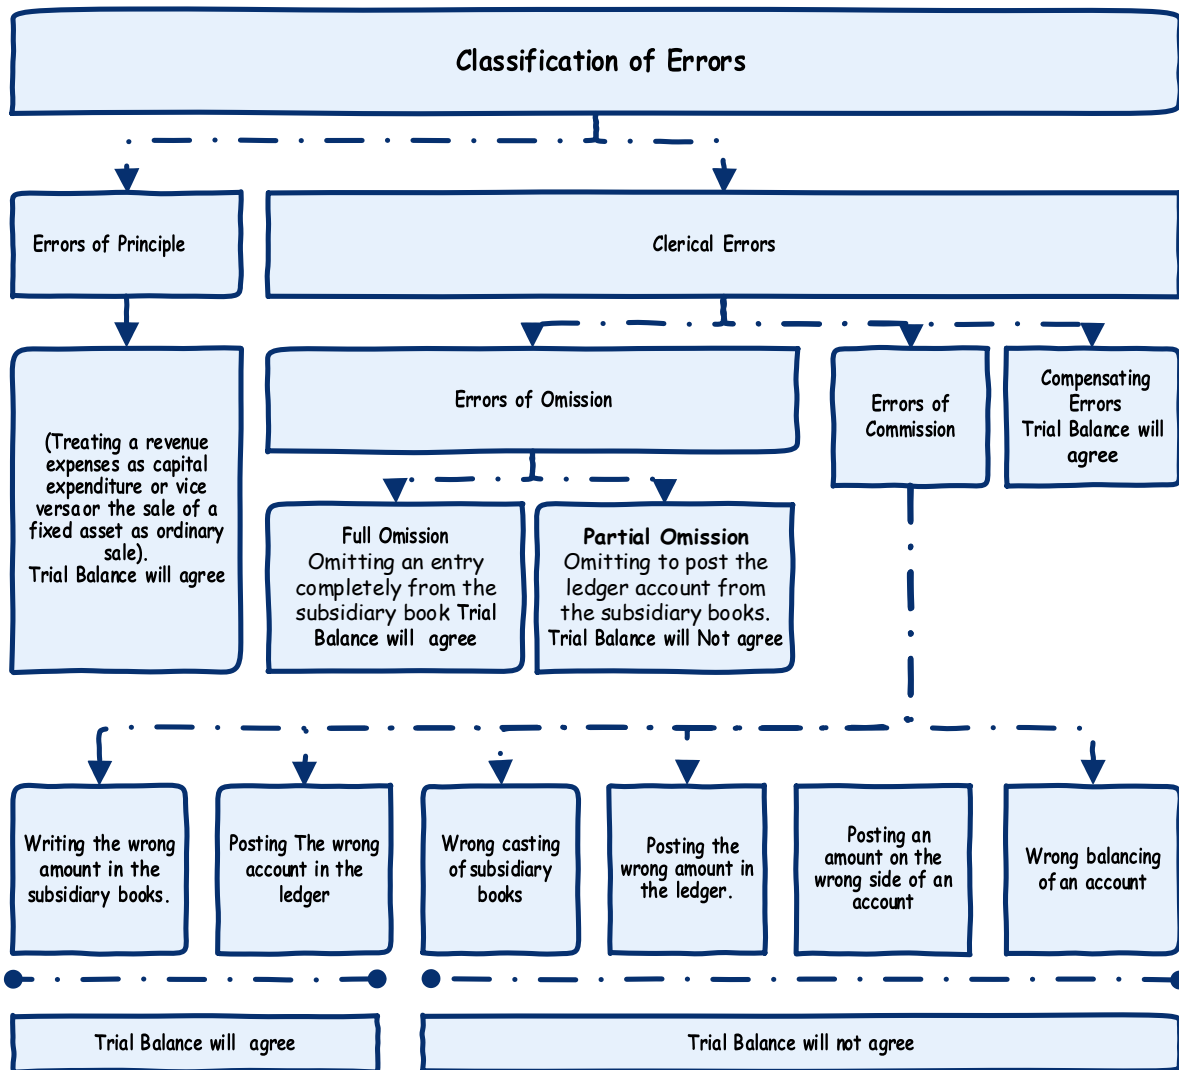 Classification of Errors
Errors of Principle
Clerical Errors
(Treating a revenue
expenses as capital
expenditure or vice
versaor the sale of a
fixed asset as ordinary
sale).
Trial Balance will agree
Errors of Omission
Errors of
Commission
Compensating
Errors
Trial Balance will
agree
Full Omission
Omitting an entry
completely from the
subsidiary book Trial
Balance will agree
Partial Omission
Omitting to post the
ledger account from
the subsidiary books.
Trial Balance will Not agree
Writing the wrong
amount in the
subsidiary books.
Posting The wrong
account in the
ledger
Wrong casting
of subsidiary
books
Posting the
wrong amount in
the ledger.
Posting an
amount on the
wrong side of an
account
Wrong balancing
of an account
Trial Balance will agree
Trial Balance will not agree